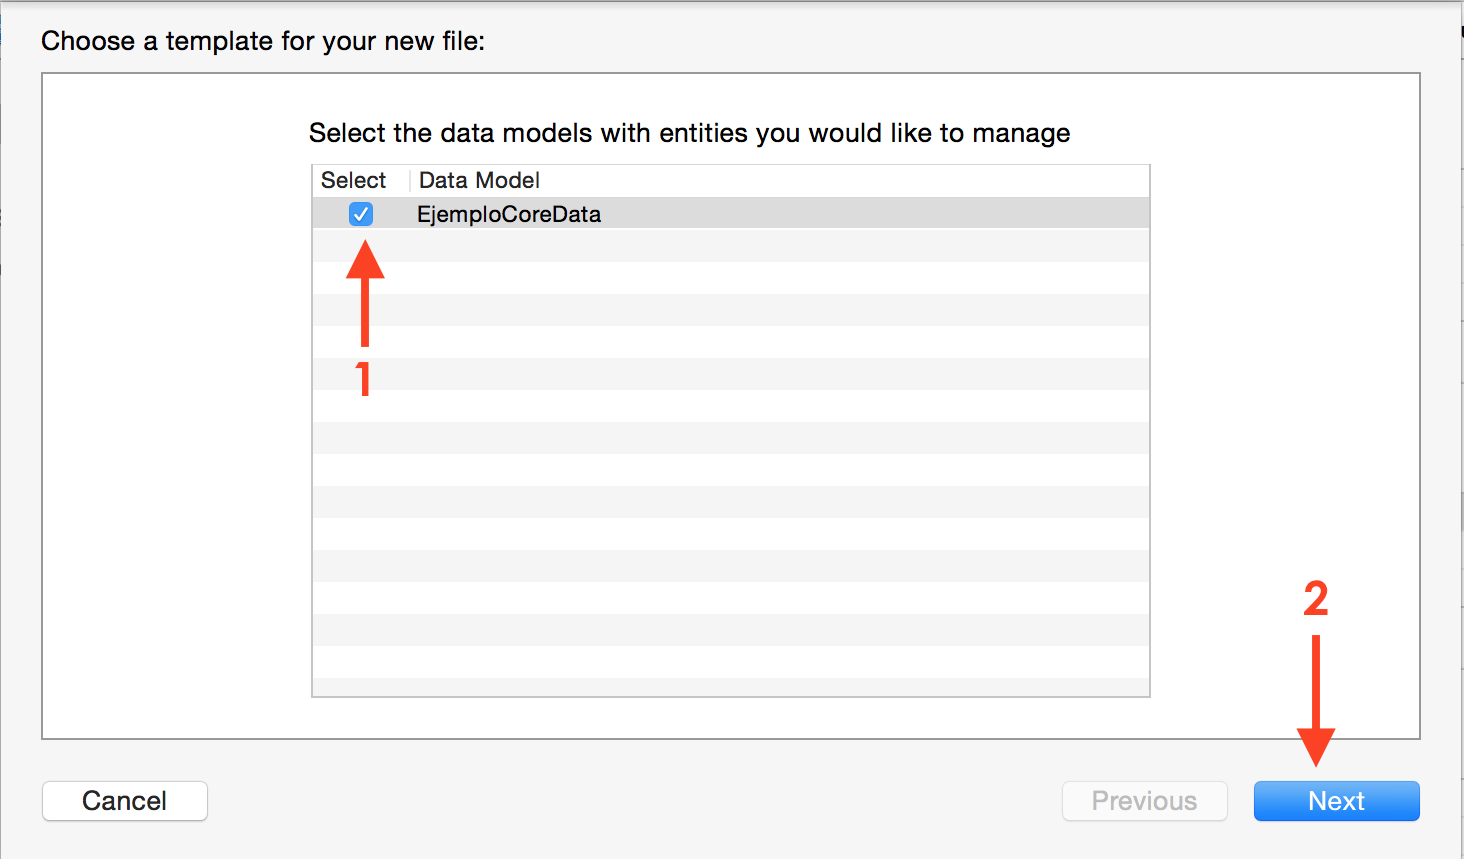 Choose a template for your new file:
Select the data models with entities you would like to manage
Select Data Model
EjemploCoreData
1
2
Cancel Previous Next